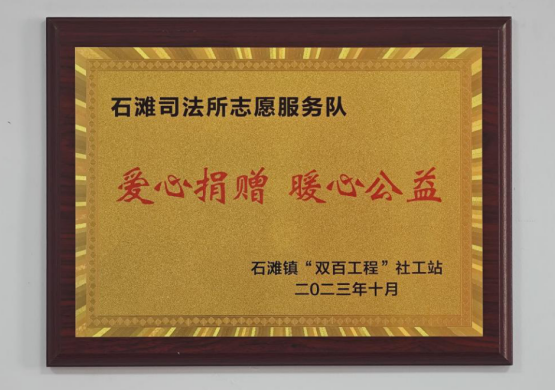 石滩司法所志愿服务队
爱心捐赠 暖心公益
石滩镇“双百工程”社工站
二〇二三年十月